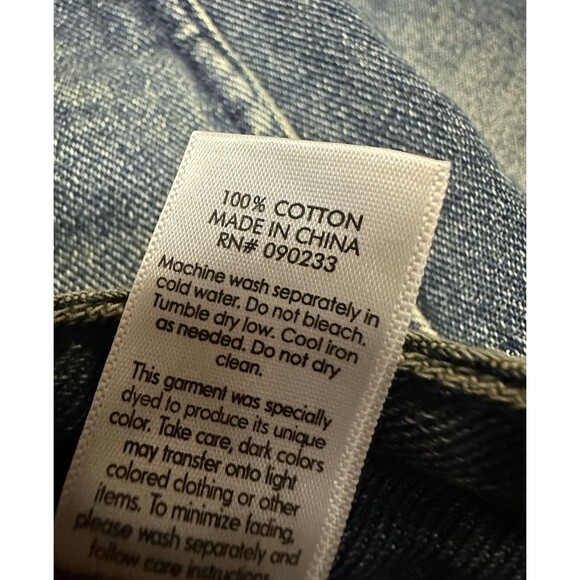 100% COTTON
MADE IN CHINA
RN# 090233
Machine wash separately in
cold water. Do not bleach.
Tumble dry low. Cool iron
as needed. Do not dry
clean.
This garment was specially
dyed to produce its unique
color. Take care, dark colors
may transfer onto light
colored clothing or other
items. To minimize fading,
please wash separately and
follow care instructions